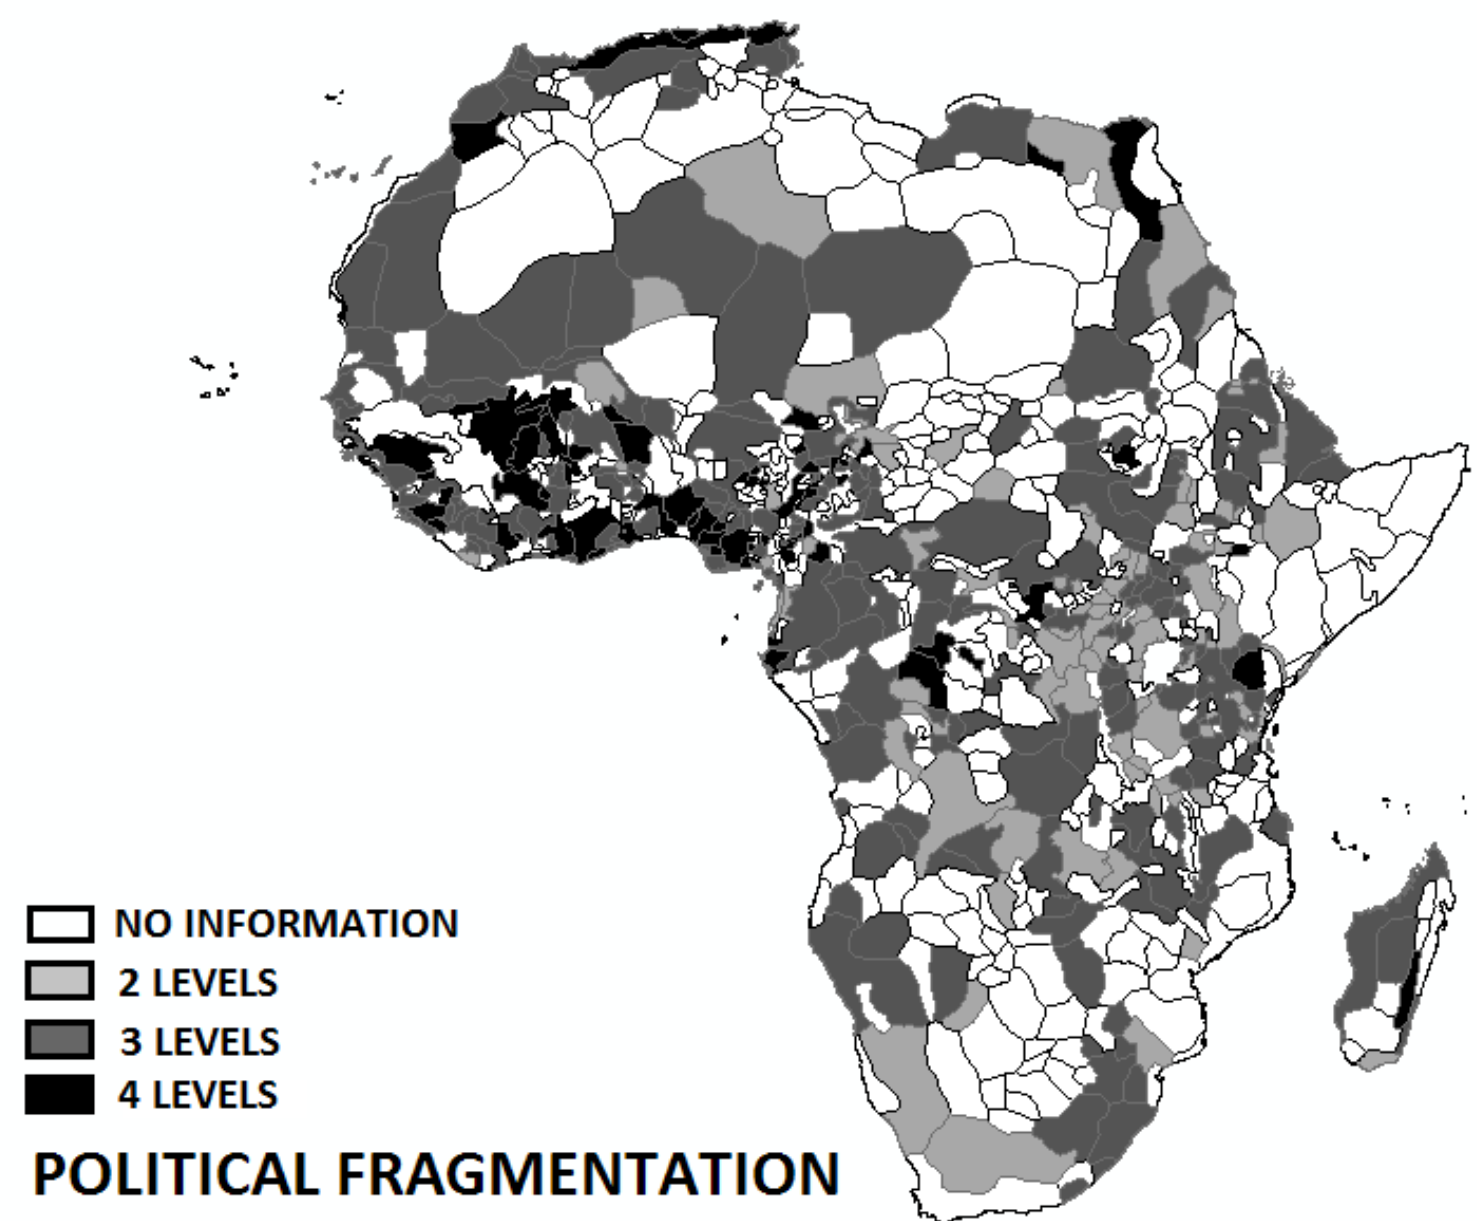 NO INFORMATION
2 LEVELS
3 LEVELS
4 LEVELS
POLITICAL FRAGMENTATION